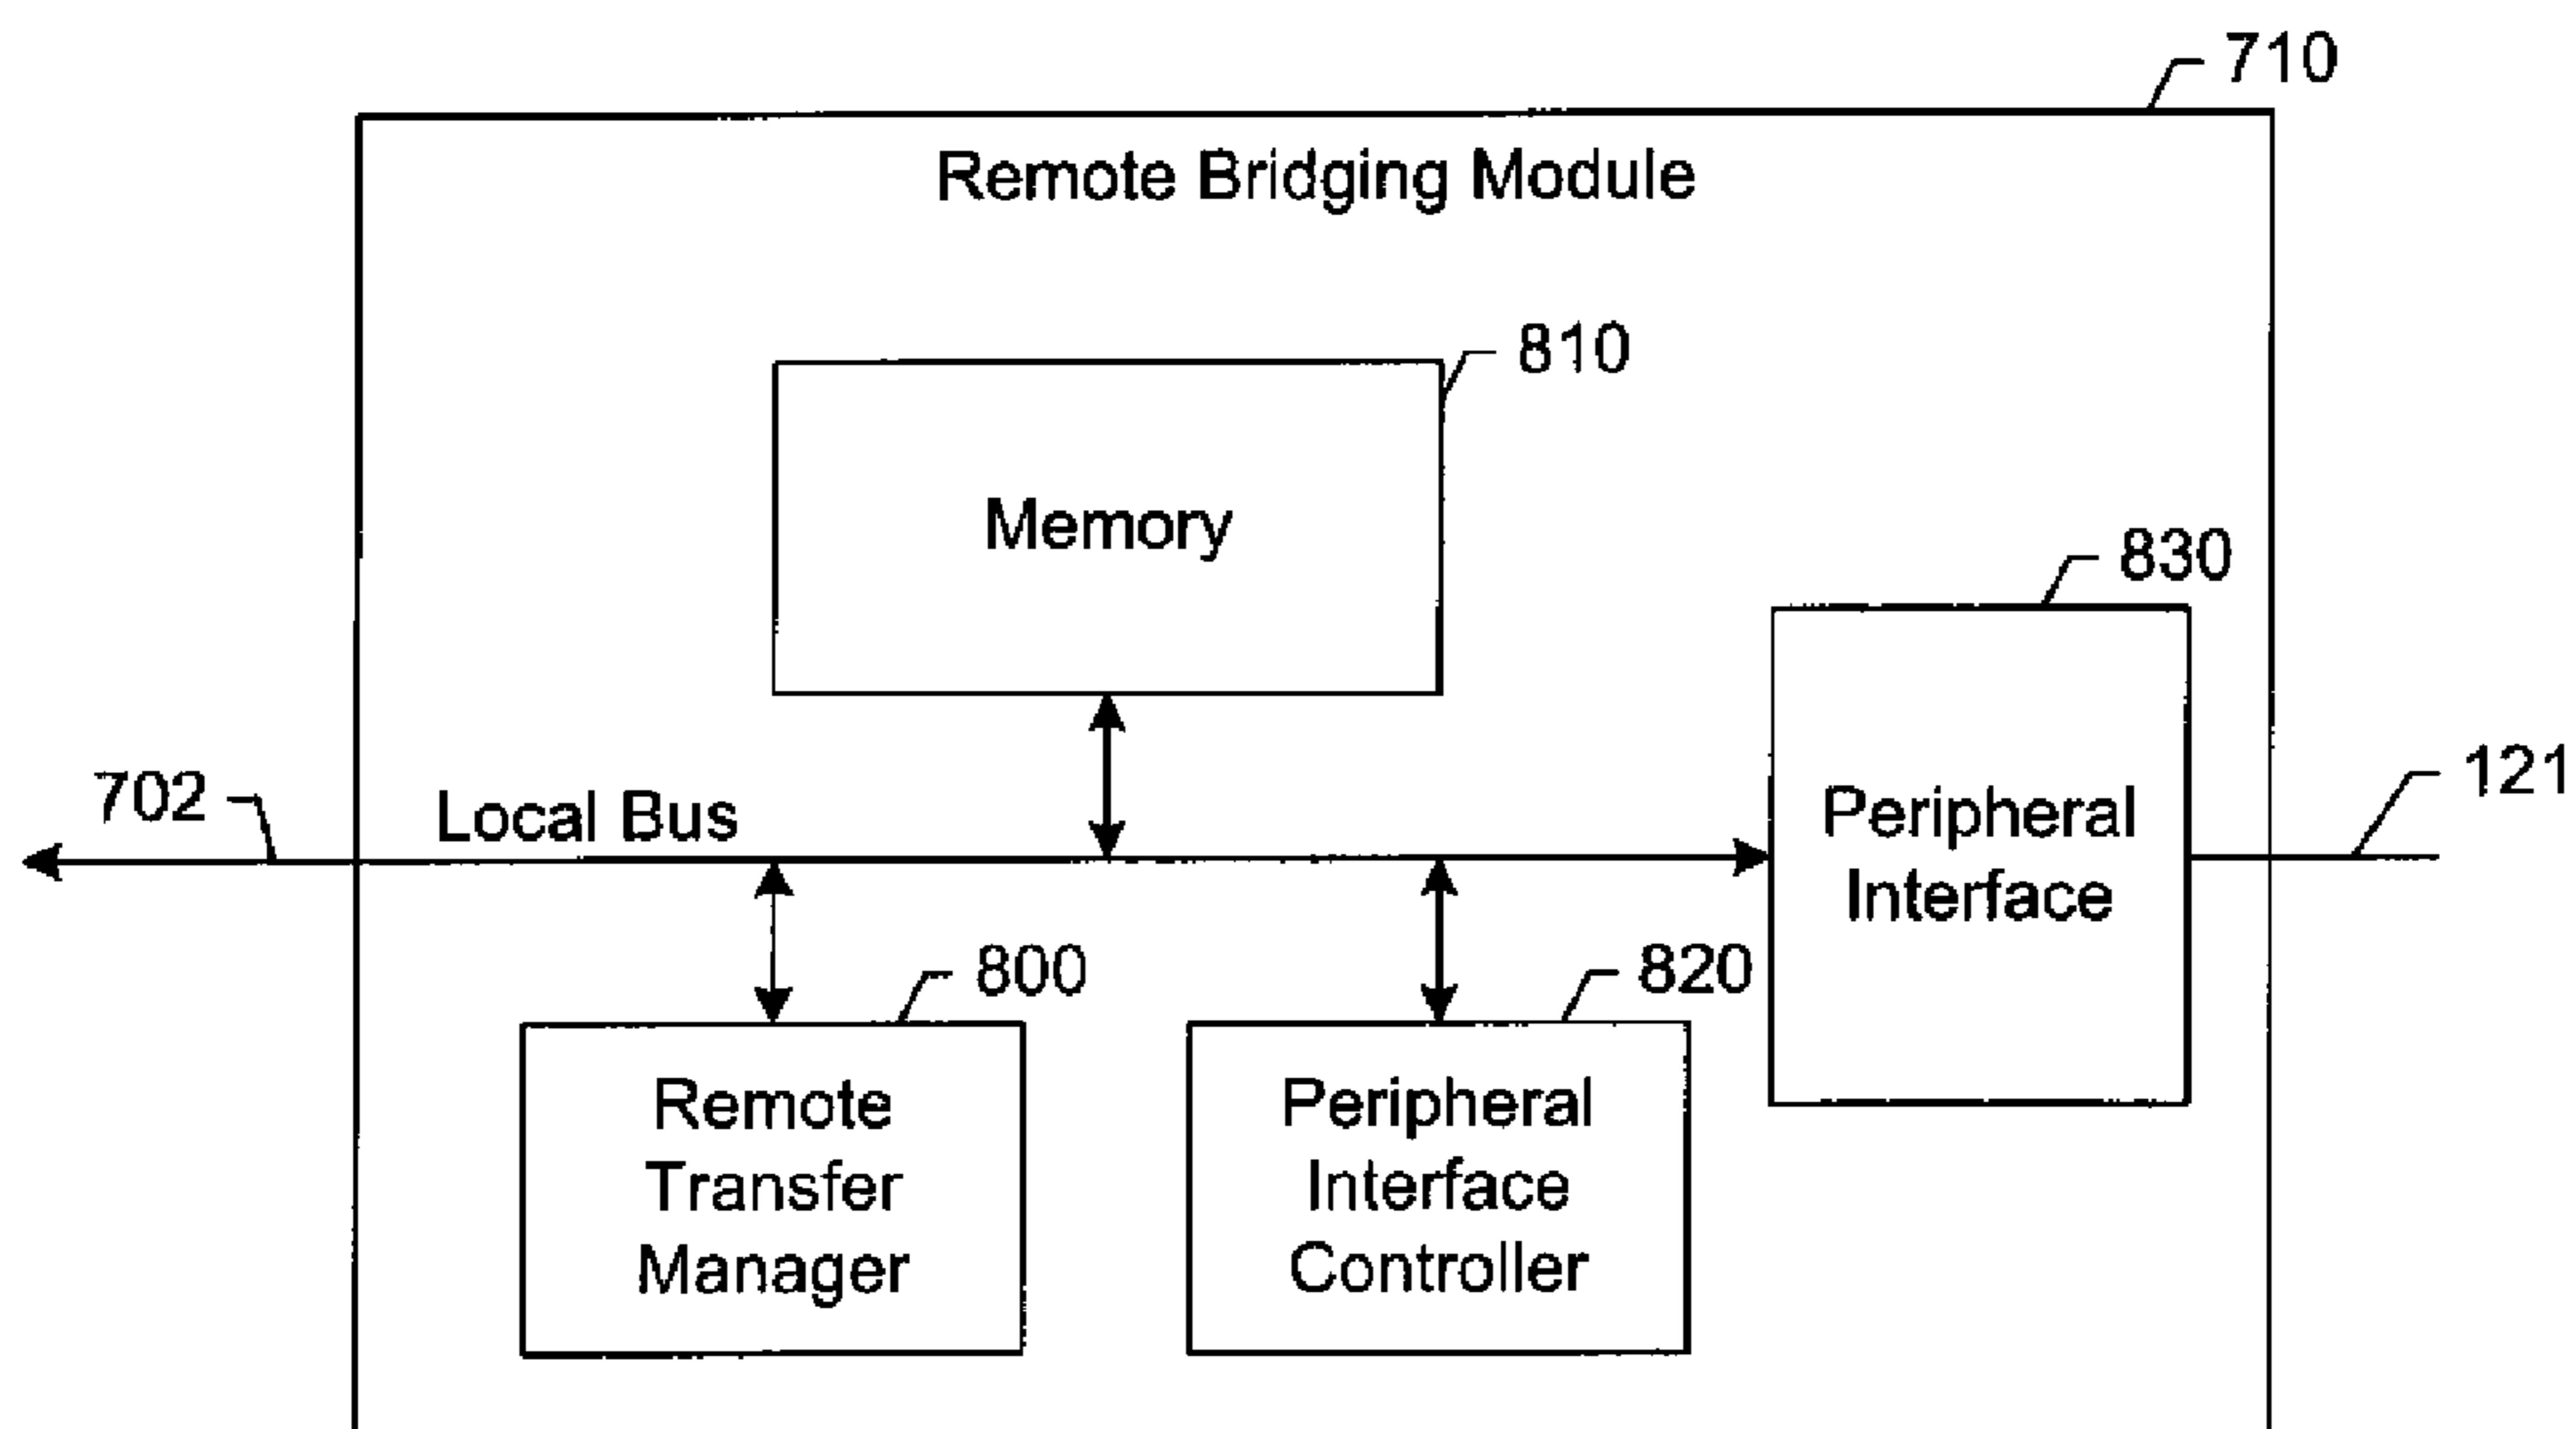 710
Remote Bridging Module
810
Memory
830
Peripheral
Interface
121
702
Local Bus
800
820
Remote
Transfer
Manager
Peripheral
Interface
Controller